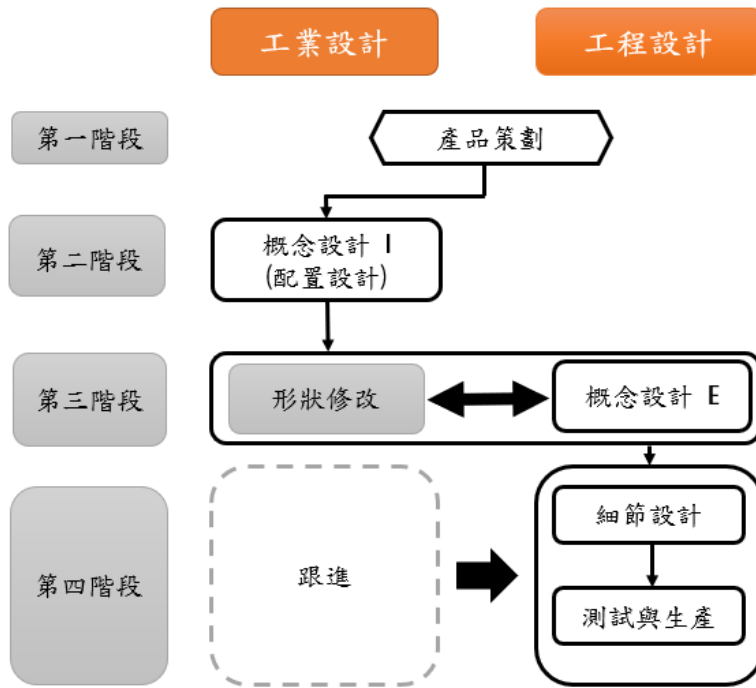 工業設計
工程設計
第一階段
產品策劃
第二階段
概念設計 I
(配置設計)
第三階段
形狀修改
概念設計 E
第四階段
跟進
細節設計
測試與生產